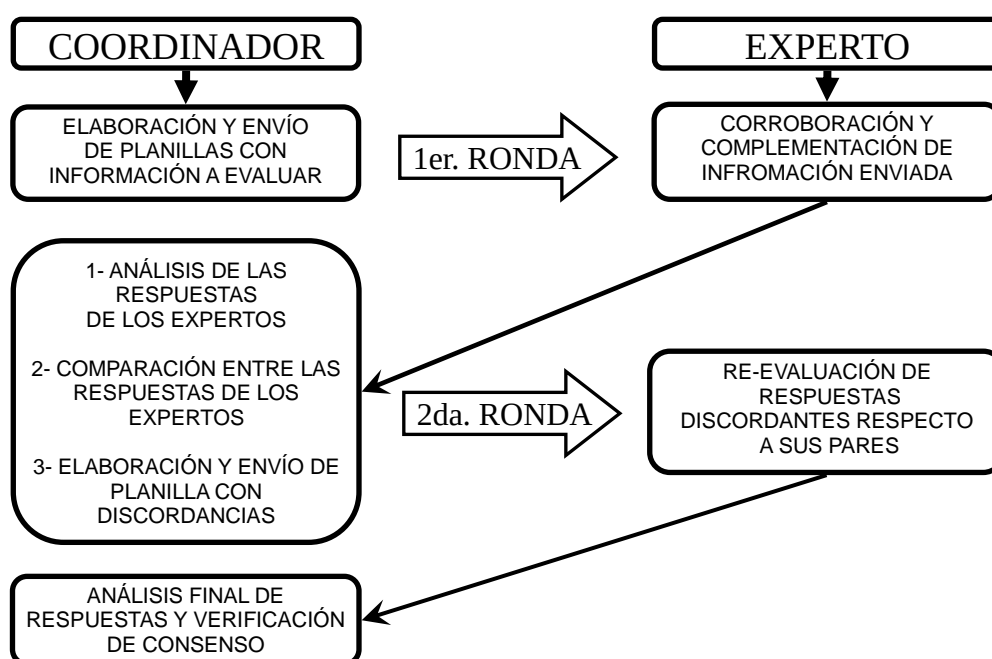 COORDINADOR
EXPERTO
ELABORACIÓN Y ENVÍO
DE PLANILLAS CON
INFORMACIÓN A EVALUAR
1er. RONDA
CORROBORACIÓN Y
COMPLEMENTACIÓN DE
INFROMACIÓN ENVIADA
1- ANÁLISIS DE LAS
RESPUESTAS
DE LOS EXPERTOS
2- COMPARACIÓN ENTRE LAS
RESPUESTAS DE LOS
EXPERTOS
3- ELABORACIÓN Y ENVÍO DE
PLANILLA CON
DISCORDANCIAS
2da. RONDA
RE-EVALUACIÓN DE
RESPUESTAS
DISCORDANTES RESPECTO
A SUS PARES
ANÁLISIS FINAL DE
RESPUESTAS Y VERIFICACIÓN
DE CONSENSO